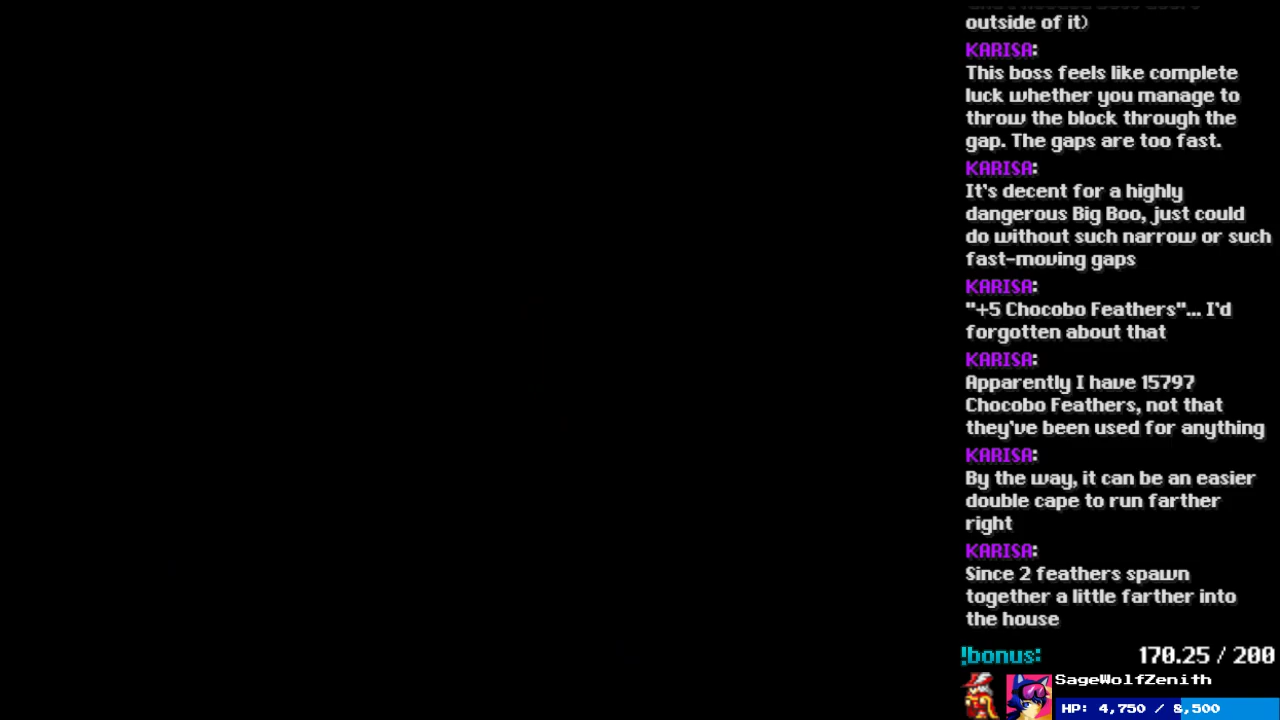 outside of it)
KARISA:
This boss feels like complete
luck whether you manage to
throw the block through the
gap. The gaps are too fast.
KARISA:
It's decent for a highly
dangerous Big Boo, just could
do without such narrow or such
fast-moving gaps
KARISA:
"+5 Chocobo Feathers"... I'd
forgotten about that
KARISA:
Apparently I have 15797
Chocobo Feathers, not that
they've been used for anything
KARISA:
By the way, it can be an easier
double cape to run farther
right
KARISA:
Since 2 feathers spawn
together a little farther into
the house
!bonus: 170.25 / 200
SageWolfZenith
HP: 4,750 / 8,500